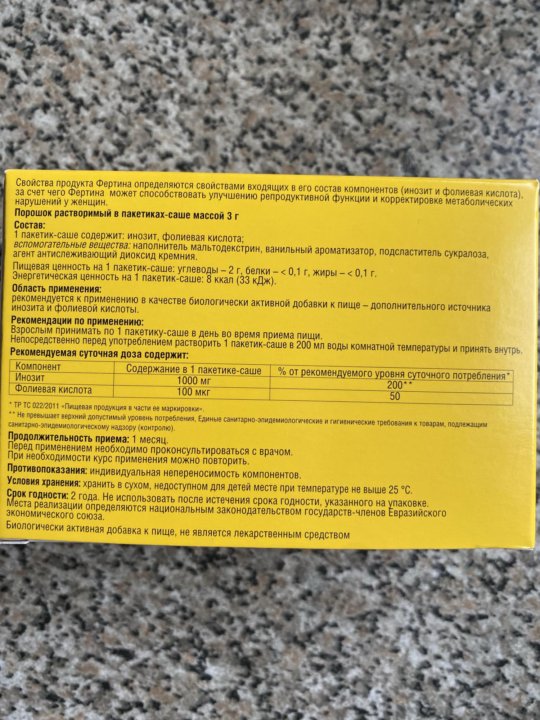 Свойства продукта Фертина определяются свойствами входящих в его состав компонентов (инозит и фолиевая кислота),
за счет чего Фертина может способствовать улучшению репродуктивной функции и корректировке метаболических
нарушений у женщин.
Порошок растворимый в пакетиках-саше массой 3 г
Состав:
1 пакетик-саше содержит: инозит, фолиевая кислота;
вспомогательные вещества: наполнитель мальтодекстрин, ванильный ароматизатор, подсластитель сукралоза,
агент антислеживающий диоксид кремния.
Пищевая ценность на 1 пакетик-саше: углеводы – 2 г, белки – < 0,1 г, жиры – < 0,1 г.
Энергетическая ценность на 1 пакетик-саше: 8 ккал (33 кДж).
Область применения:
рекомендуется к применению в качестве биологически активной добавки к пище – дополнительного источника
инозита и фолиевой кислоты.
Рекомендации по применению:
Взрослым принимать по 1 пакетику-саше в день во время приема пищи.
Непосредственно перед употреблением растворить 1 пакетик-саше в 200 мл воды комнатной температуры и принять внутрь.
Рекомендуемая суточная доза содержит:
Компонент Содержание в 1 пакетике-саше % от рекомендуемого уровня суточного потребления*
Инозит 1000 мг 200**
Фолиевая кислота 100 мкг 50
* ТР ТС 022/2011 «Пищевая продукция в части ее маркировки».
** Не превышает верхний допустимый уровень потребления, Единые санитарно-эпидемиологические и гигиенические требования к товарам, подлежащим
санитарно-эпидемиологическому надзору (контролю).
Продолжительность приема: 1 месяц.
Перед применением необходимо проконсультироваться с врачом.
При необходимости курс применения можно повторить.
Противопоказания: индивидуальная непереносимость компонентов.
Условия хранения: хранить в сухом, недоступном для детей месте при температуре не выше 25 °C.
Срок годности: 2 года. Не использовать после истечения срока годности, указанного на упаковке.
Места реализации определяются национальным законодательством государств-членов Евразийского
экономического союза.
Биологически активная добавка к пище, не является лекарственным средством